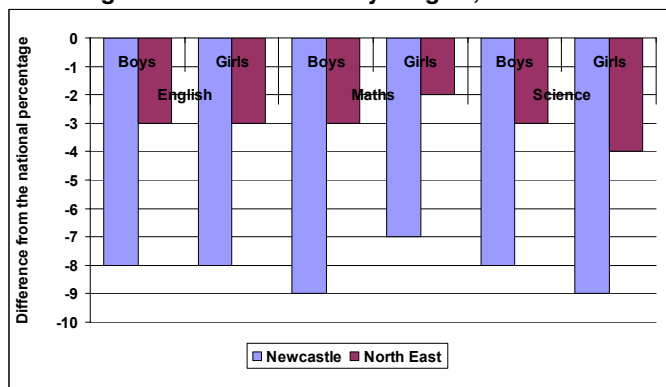 0
-1
-2
-3
-4
-5
-6
-7
-8
-9
-10
Difference from the national percentage
Boys Girls Boys Girls Boys Girls
English Maths Science
Newcastle North East